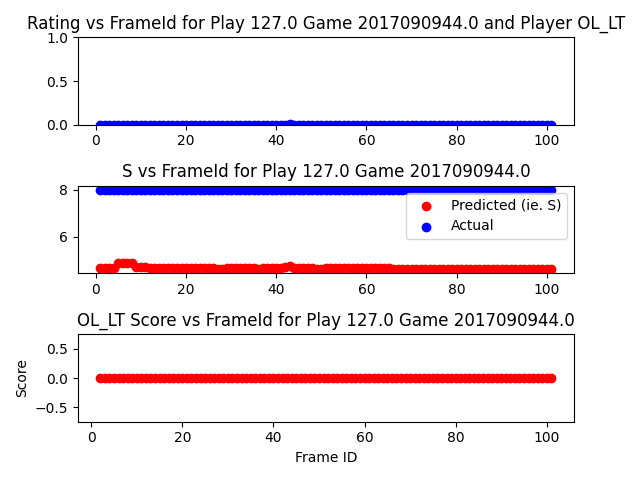 Rating vs FrameId for Play 127.0 Game 2017090944.0 and Player OL_LT
1.0
0.5
0.0
0 20 40 60 80 100
S vs FrameId for Play 127.0 Game 2017090944.0
8
6
Predicted (ie. S)
Actual
0 20 40 60 80 100
OL_LT Score vs FrameId for Play 127.0 Game 2017090944.0
Score
0.5
0.0
−0.5
0 20 40 60 80 100
Frame ID